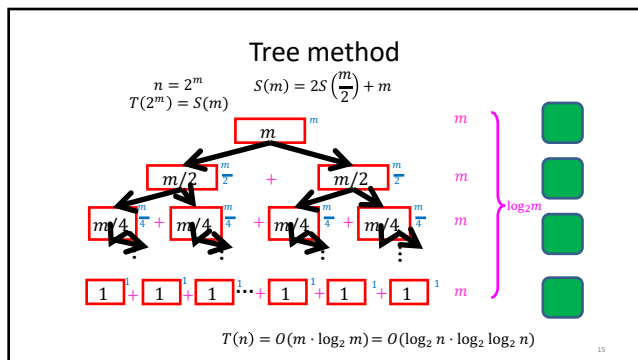 Tree method
n = 2^m
S(m) = 2S(m/2) + m
T(2^m) = S(m)
m m m
m/2 m/2 + m/2 m/2 m
log₂m
m/4 m/4 + m/4 m/4 + m/4 m/4 + m/4 m/4 m
⋮ ⋮ ⋮ ⋮
1 1 + 1 1 + 1 1 ⋯ + 1 1 + 1 1 + 1 1 m
T(n) = O(m · log₂ m) = O(log₂ n · log₂ log₂ n)
15